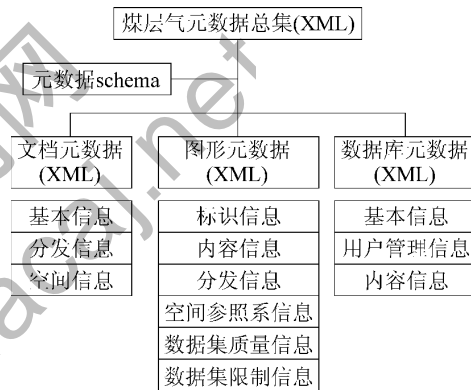 煤层气元数据总集(XML)
元数据schema
文档元数据
(XML)
图形元数据
(XML)
数据库元数据
(XML)
基本信息
分发信息
空间信息
标识信息
内容信息
分发信息
空间参照系信息
数据集质量信息
数据集限制信息
基本信息
用户管理信息
内容信息